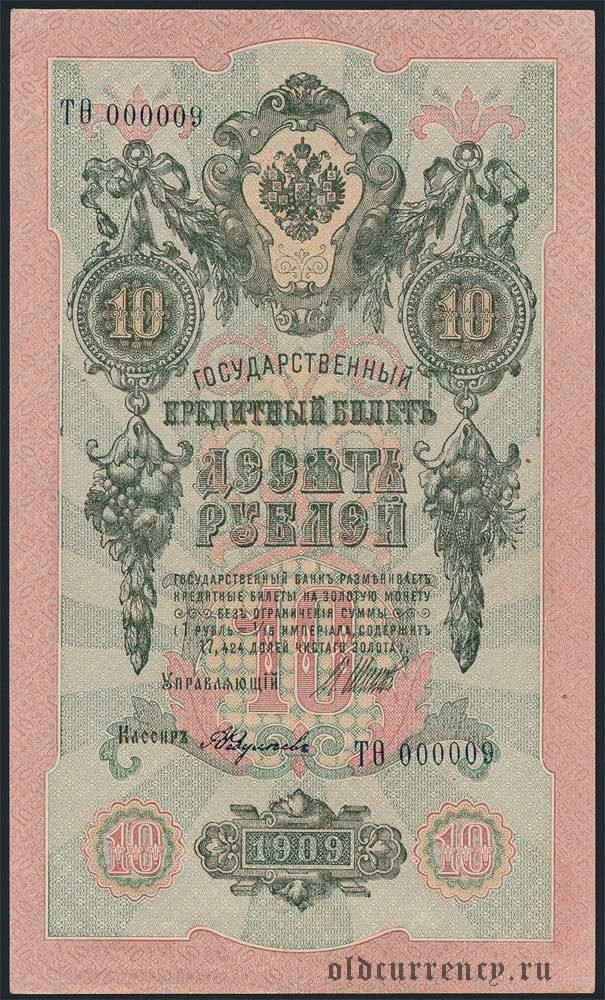 ТѲ 000009
10 10
ГОСУДАРСТВЕННЫЙ
КРЕДИТНЫЙ БИЛЕТЪ
ДЕСЯТЬ
РУБЛЕЙ
ГОСУДАРСТВЕННЫЙ БАНКЪ РАЗМѢНИВАЕТЪ
КРЕДИТНЫЕ БИЛЕТЫ НА ЗОЛОТУЮ МОНЕТУ
БЕЗЪ ОГРАНИЧЕНІЯ СУММЫ
(1 РУБЛЬ = 1/15 ИМПЕРІАЛА, СОДЕРЖИТЪ
17,424 ДОЛЕЙ ЧИСТАГО ЗОЛОТА).
10
УПРАВЛЯЮЩІЙ
Кассиръ
ТѲ 000009
10 1909 10
oldcurrency.ru